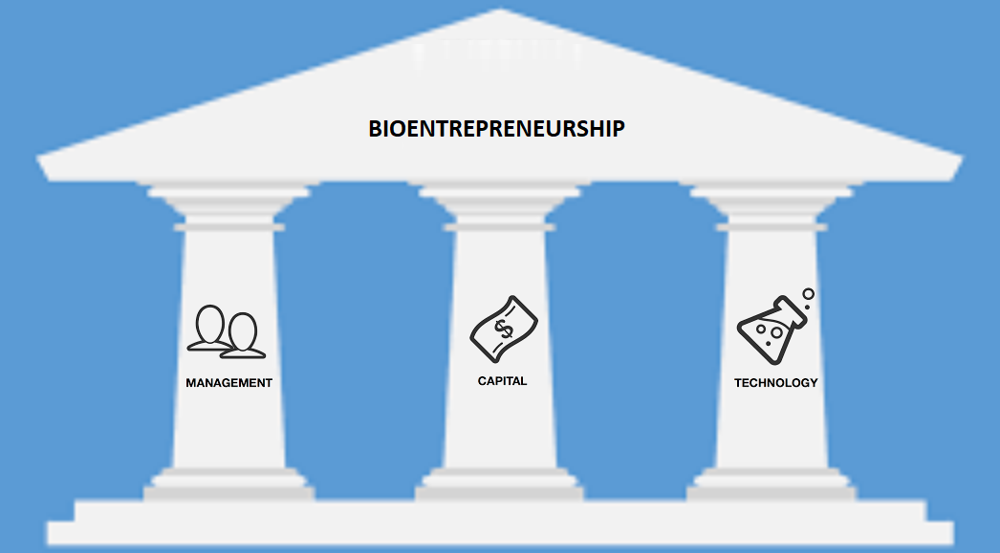 BIOENTREPRENEURSHIP
$
MANAGEMENT
CAPITAL
TECHNOLOGY